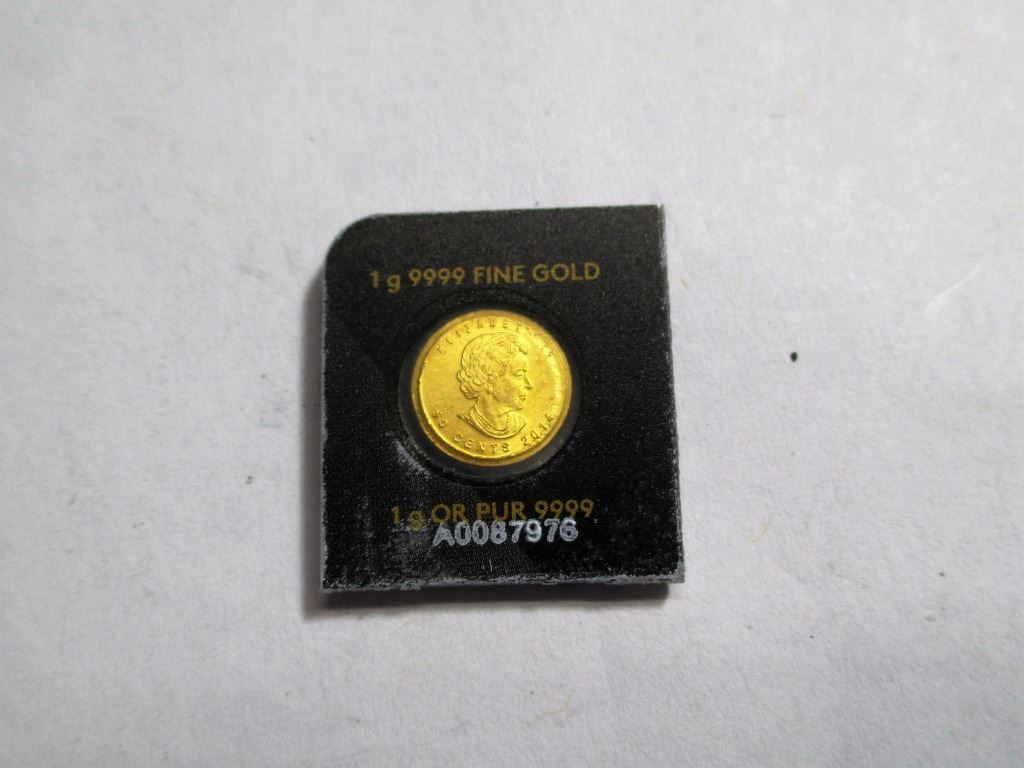 1 g 9999 FINE GOLD
ELIZABETH II
50 CENTS 2014
1 g OR PUR 9999
A0087976